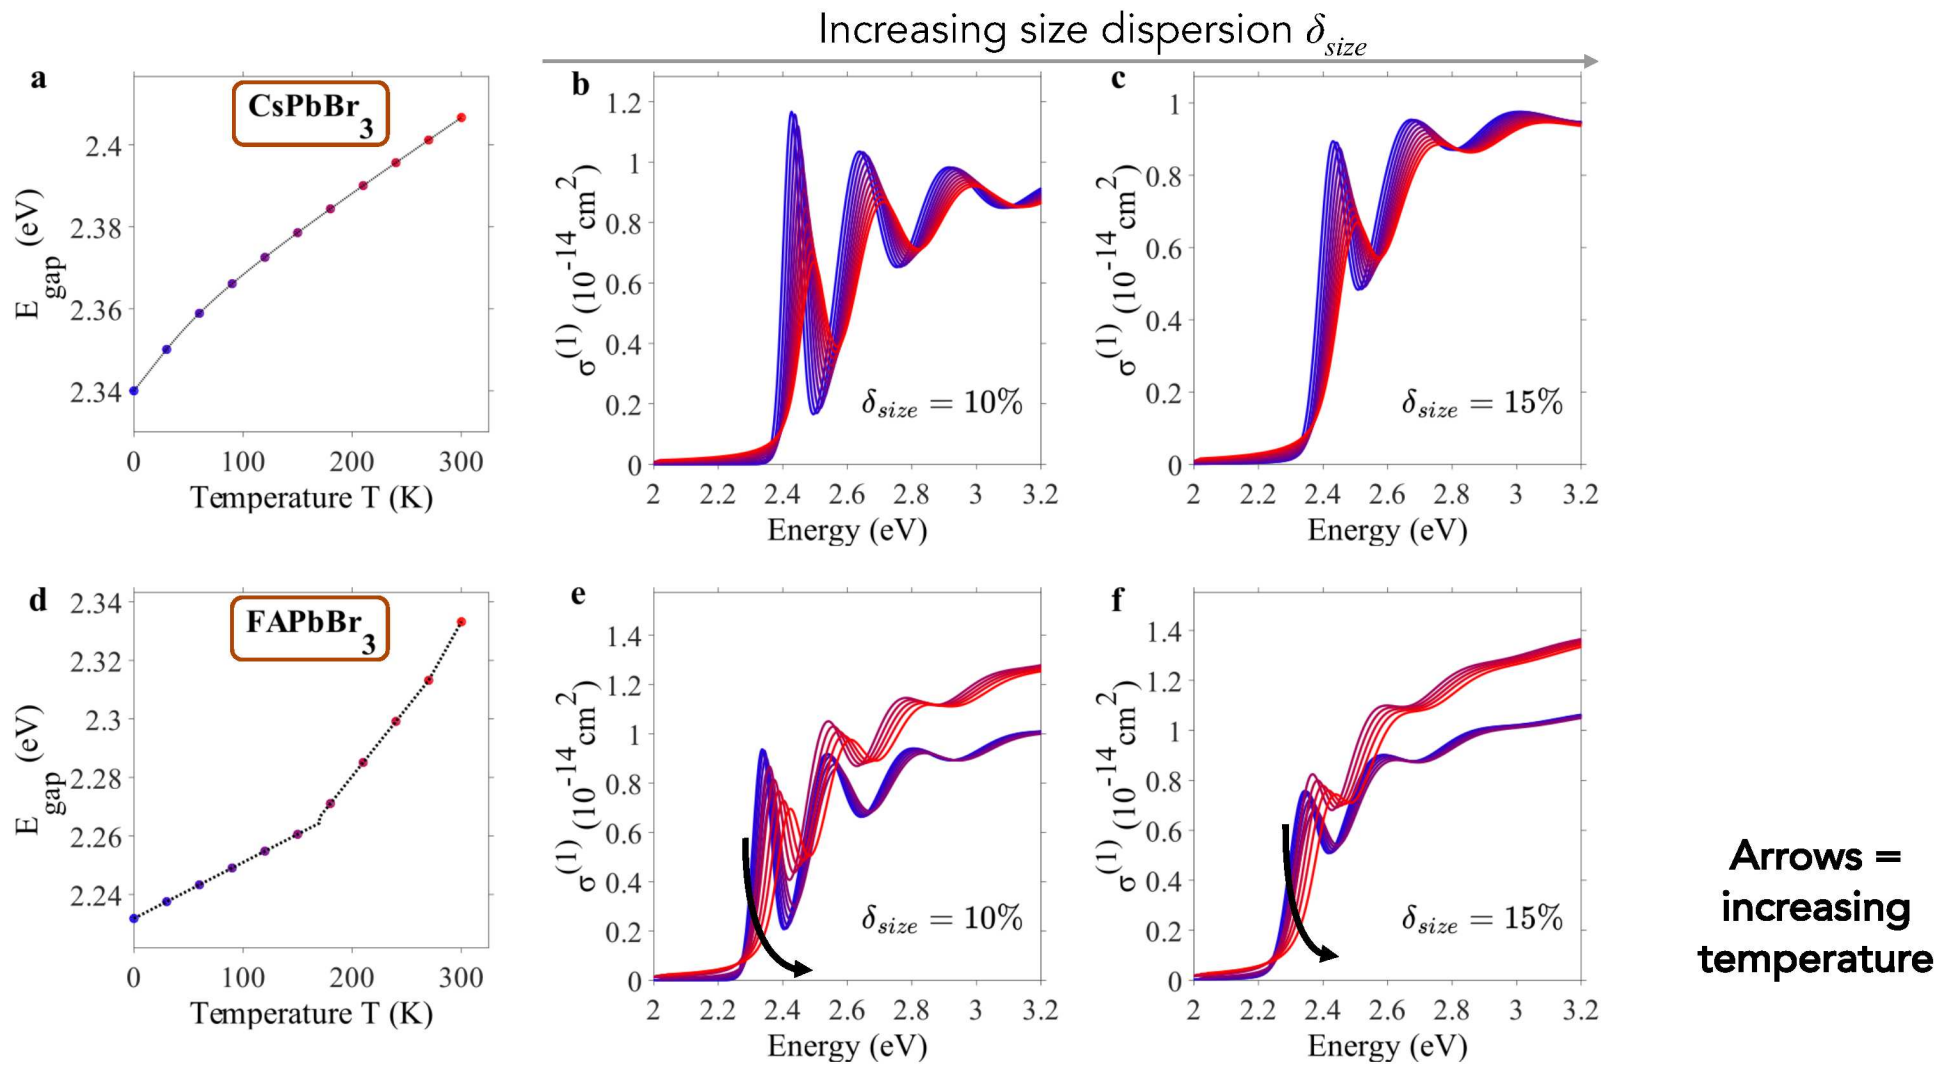 Increasing size dispersion δsize
a
CsPbBr3
Egap (eV)
2.4
2.38
2.36
2.34
0 100 200 300
Temperature T (K)
b
σ(1) (10-14 cm2)
1.2
1
0.8
0.6
0.4
0.2
0
δsize = 10%
2 2.2 2.4 2.6 2.8 3 3.2
Energy (eV)
c
σ(1) (10-14 cm2)
1
0.8
0.6
0.4
0.2
0
δsize = 15%
2 2.2 2.4 2.6 2.8 3 3.2
Energy (eV)
d
FAPbBr3
Egap (eV)
2.34
2.32
2.3
2.28
2.26
2.24
0 100 200 300
Temperature T (K)
e
σ(1) (10-14 cm2)
1.4
1.2
1
0.8
0.6
0.4
0.2
0
δsize = 10%
2 2.2 2.4 2.6 2.8 3 3.2
Energy (eV)
f
σ(1) (10-14 cm2)
1.4
1.2
1
0.8
0.6
0.4
0.2
0
δsize = 15%
2 2.2 2.4 2.6 2.8 3 3.2
Energy (eV)
Arrows =
increasing
temperature